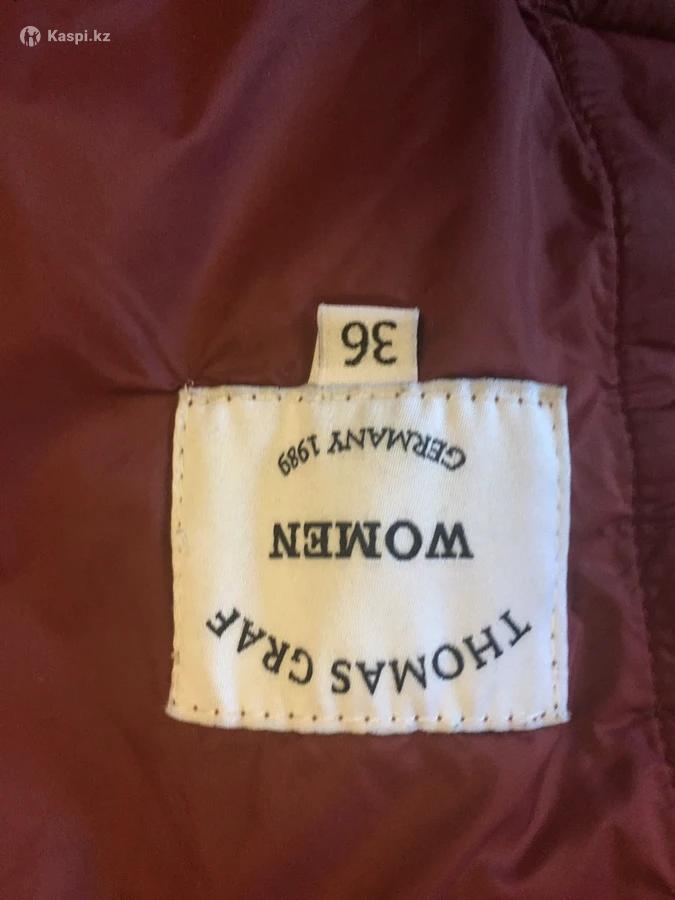 Kaspi.kz
THOMAS GRAF
WOMEN
GERMANY 1989
36